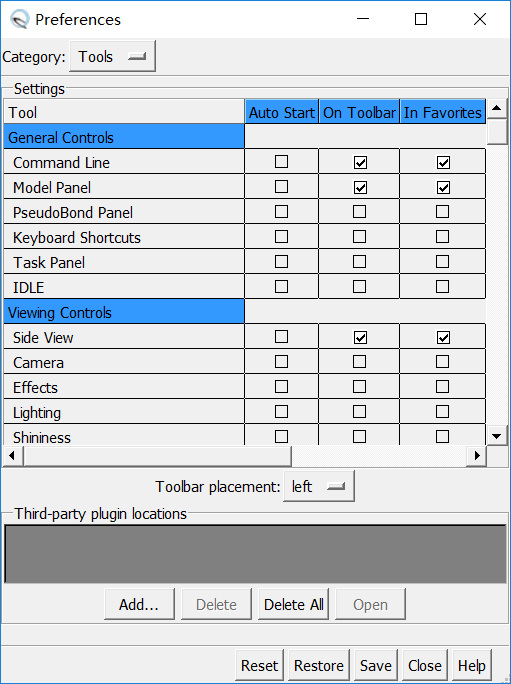 Preferences
Category: Tools
Settings
Tool Auto Start On Toolbar In Favorites
General Controls
Command Line
Model Panel
PseudoBond Panel
Keyboard Shortcuts
Task Panel
IDLE
Viewing Controls
Side View
Camera
Effects
Lighting
Shininess
Toolbar placement: left
Third-party plugin locations
Add... Delete Delete All Open
Reset Restore Save Close Help